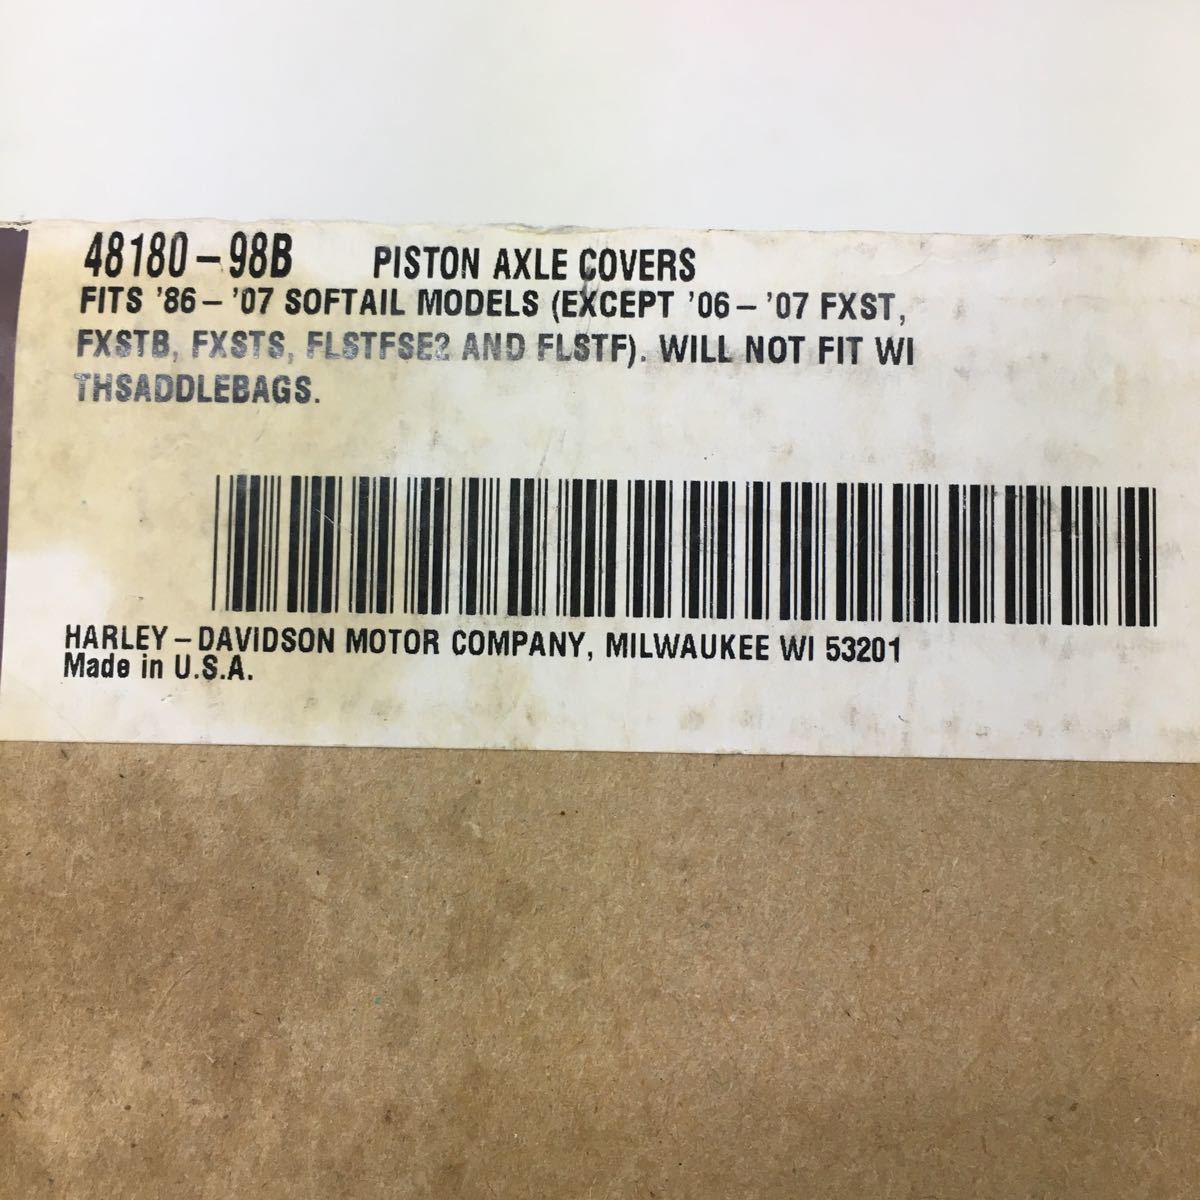 48180-98B PISTON AXLE COVERS
FITS '86-'07 SOFTAIL MODELS (EXCEPT '06-'07 FXST,
FXSTB, FXSTS, FLSTFSE2 AND FLSTF). WILL NOT FIT WI
THSADDLEBAGS.
HARLEY-DAVIDSON MOTOR COMPANY, MILWAUKEE WI 53201
Made in U.S.A.